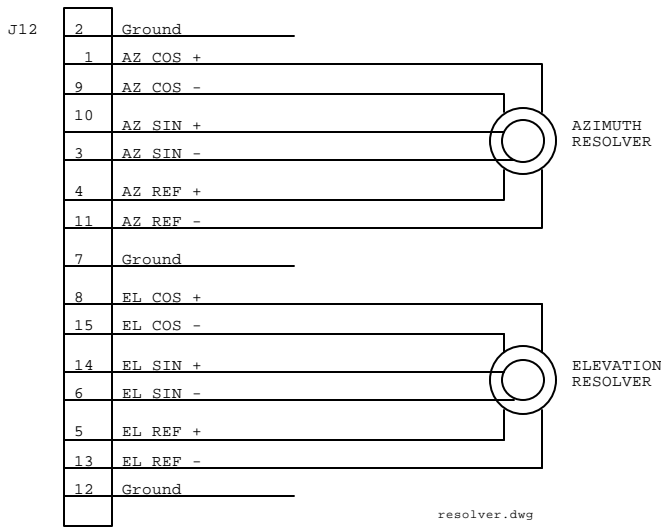 J12
2 Ground
1 AZ COS +
9 AZ COS -
10 AZ SIN +
3 AZ SIN -
4 AZ REF +
11 AZ REF -
AZIMUTH
RESOLVER
7 Ground
8 EL COS +
15 EL COS -
14 EL SIN +
6 EL SIN -
5 EL REF +
13 EL REF -
12 Ground
ELEVATION
RESOLVER
resolver.dwg